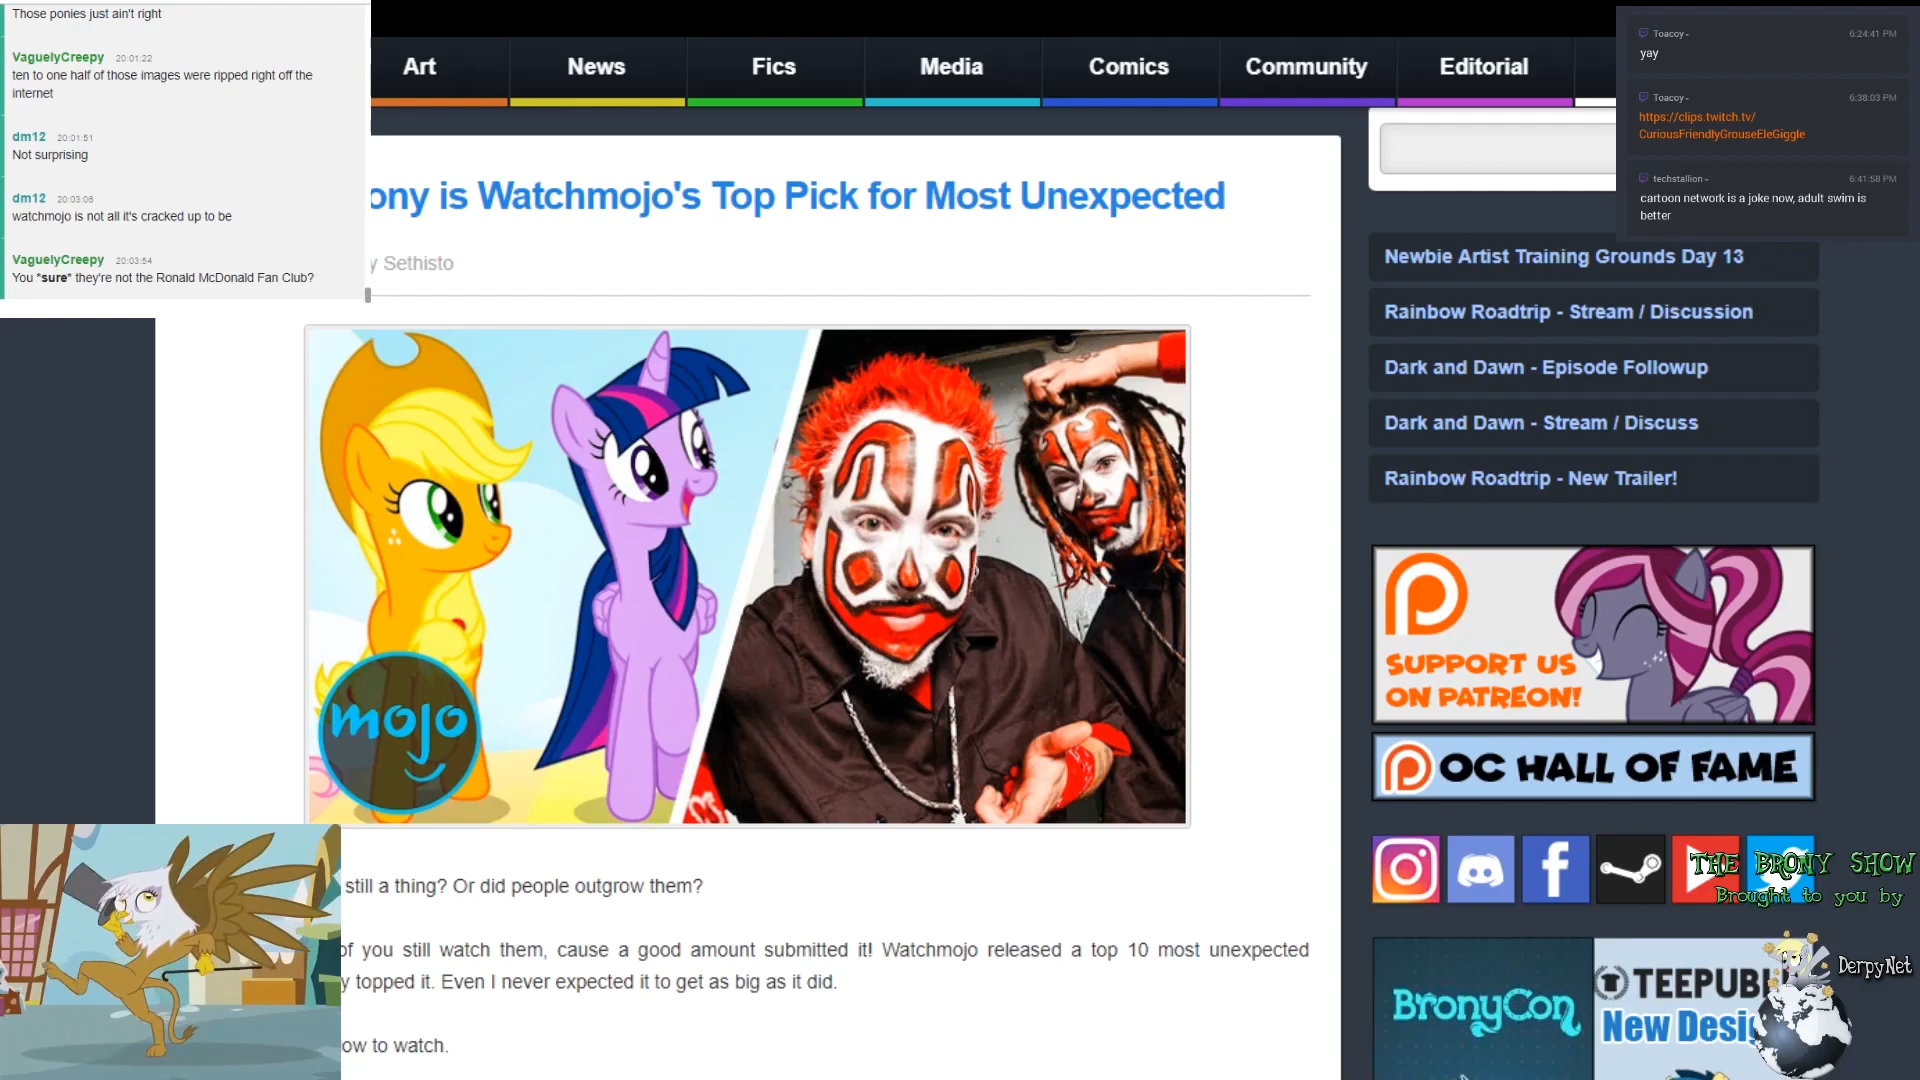 Those ponies just ain't right
VaguelyCreepy 20:01:22
ten to one half of those images were ripped right off the
internet
dm12 20:01:51
Not surprising
dm12 20:03:06
watchmojo is not all it's cracked up to be
VaguelyCreepy 20:03:54
You *sure* they're not the Ronald McDonald Fan Club?
Art News Fics Media Comics Community Editorial
Toacoy 6:24:41 PM
yay
Toacoy 6:38:03 PM
https://clips.twitch.tv/
CuriousFriendlyGrouseEleGiggle
techstallion 6:41:58 PM
cartoon network is a joke now, adult swim is
better
ony is Watchmojo's Top Pick for Most Unexpected
y Sethisto
mojo
still a thing? Or did people outgrow them?
of you still watch them, cause a good amount submitted it! Watchmojo released a top 10 most unexpected
y topped it. Even I never expected it to get as big as it did.
ow to watch.
Newbie Artist Training Grounds Day 13
Rainbow Roadtrip - Stream / Discussion
Dark and Dawn - Episode Followup
Dark and Dawn - Stream / Discuss
Rainbow Roadtrip - New Trailer!
SUPPORT US
ON PATREON!
OC HALL OF FAME
THE BRONY SHOW
Brought to you by
DerpyNet
BronyCon
TEEPUB
New Desi